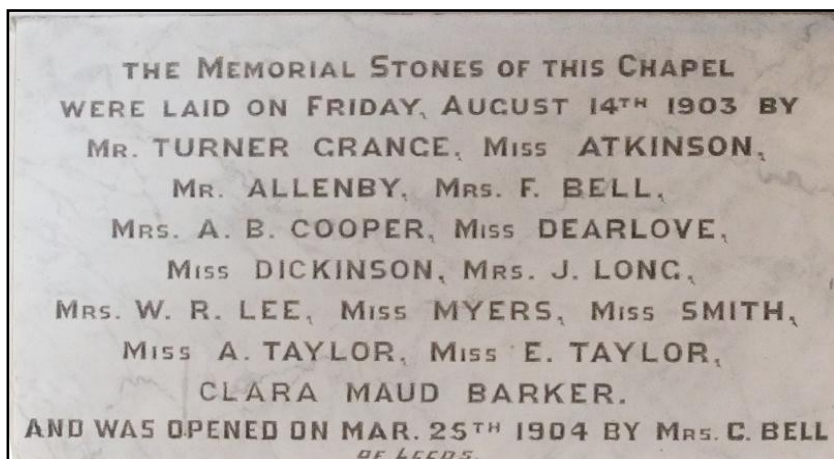 THE MEMORIAL STONES OF THIS CHAPEL
WERE LAID ON FRIDAY, AUGUST 14TH 1903 BY
MR. TURNER GRANGE, MISS ATKINSON,
MR. ALLENBY, MRS. F. BELL,
MRS. A. B. COOPER, MISS DEARLOVE,
MISS DICKINSON, MRS. J. LONG,
MRS. W. R. LEE, MISS MYERS, MISS SMITH,
MISS A. TAYLOR, MISS E. TAYLOR,
CLARA MAUD BARKER.
AND WAS OPENED ON MAR. 25TH 1904 BY MRS. C. BELL
OF LEEDS.